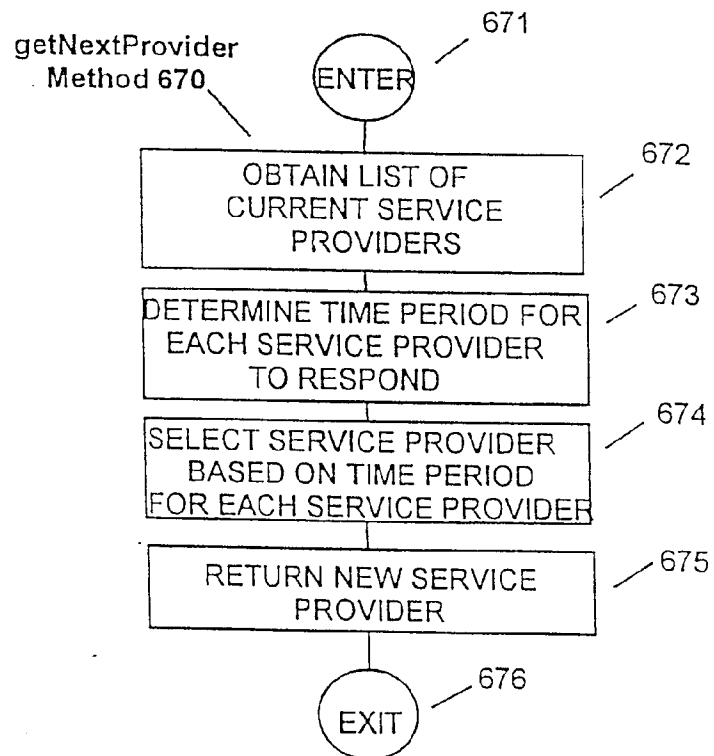 671
getNextProvider
Method 670
ENTER
672
OBTAIN LIST OF
CURRENT SERVICE
PROVIDERS
673
DETERMINE TIME PERIOD FOR
EACH SERVICE PROVIDER
TO RESPOND
674
SELECT SERVICE PROVIDER
BASED ON TIME PERIOD
FOR EACH SERVICE PROVIDER
675
RETURN NEW SERVICE
PROVIDER
676
EXIT